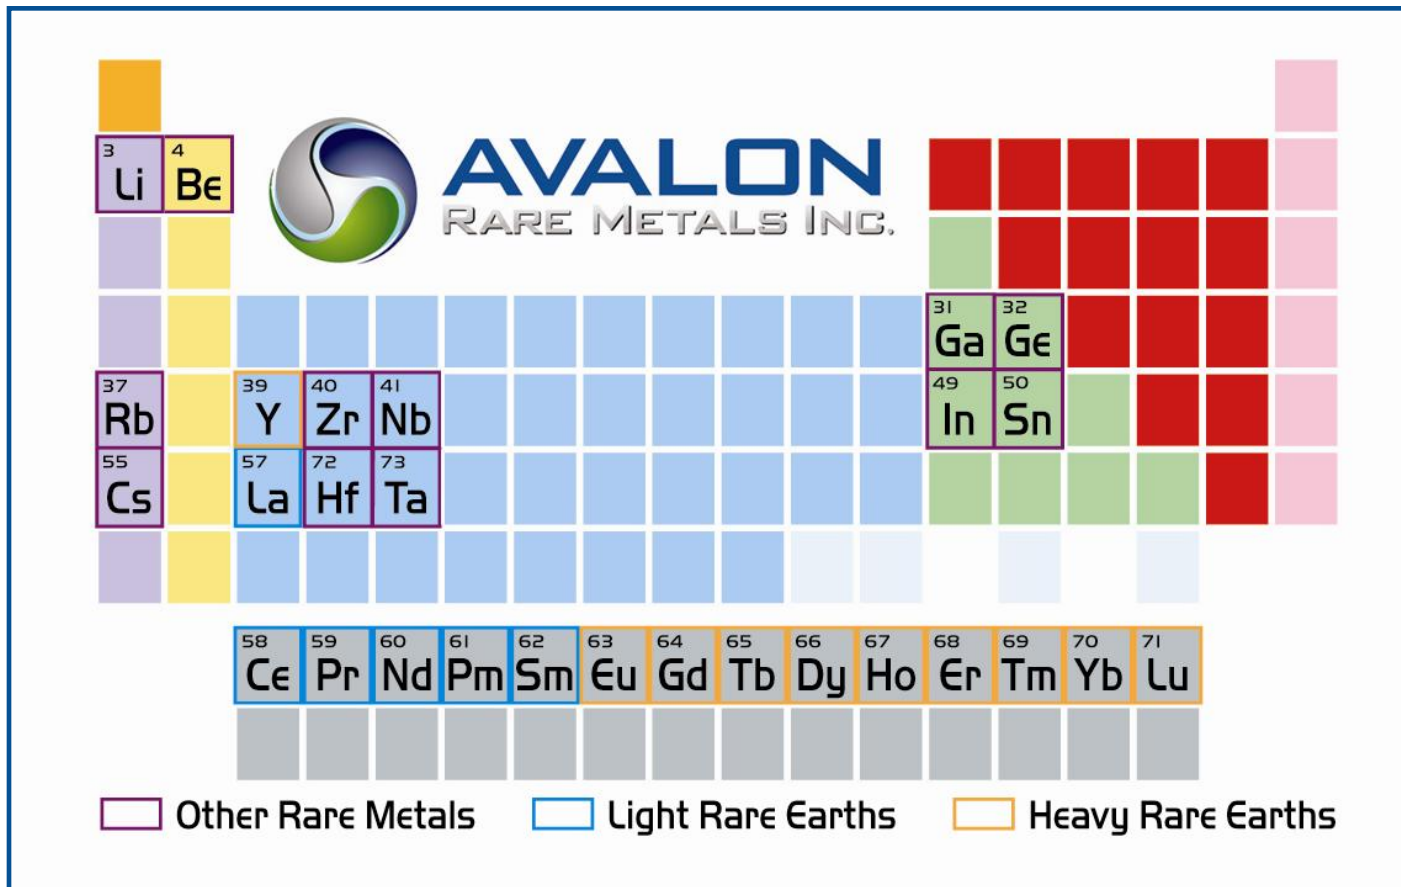 AVALON
RARE METALS INC.
3 4
Li Be
31 32
Ga Ge
37 39 40 41 49 50
Rb Y Zr Nb In Sn
55 57 72 73
Cs La Hf Ta
58 59 60 61 62 63 64 65 66 67 68 69 70 71
Ce Pr Nd Pm Sm Eu Gd Tb Dy Ho Er Tm Yb Lu
Other Rare Metals Light Rare Earths Heavy Rare Earths